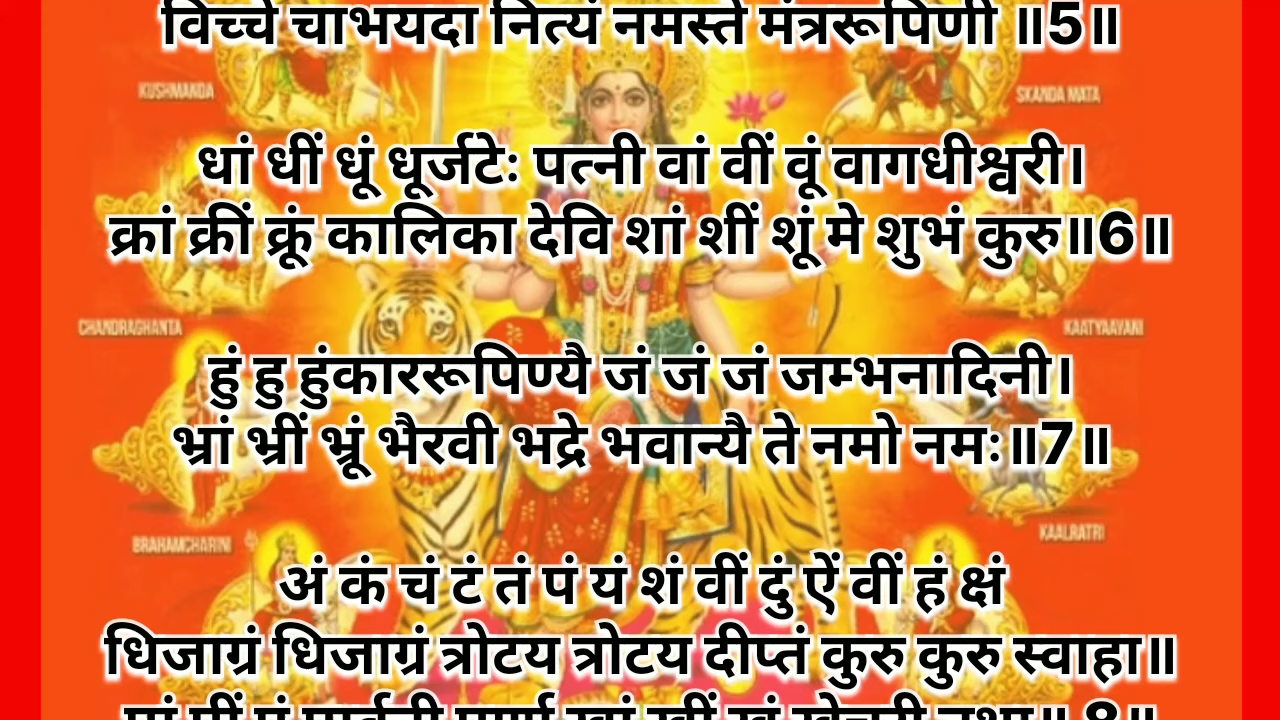 विच्चे चाभयदा नित्यं नमस्ते मंत्ररूपिणी ॥5॥
KUSHMANDA
SKANDA MATA
धां धीं धूं धूर्जटेः पत्नी वां वीं वूं वागधीश्वरी।
क्रां क्रीं क्रूं कालिका देवि शां शीं शूं मे शुभं कुरु॥6॥
CHANDRAGHANTA
KAATYAAYANI
हुं हु हुंकाररूपिण्यै जं जं जं जम्भनादिनी।
भ्रां भ्रीं भ्रूं भैरवी भद्रे भवान्यै ते नमो नमः॥7॥
BRAHAMCHARINI
KAALRATRI
अं कं चं टं तं पं यं शं वीं दुं ऐं वीं हं क्षं
धिजाग्रं धिजाग्रं त्रोटय त्रोटय दीप्तं कुरु कुरु स्वाहा॥